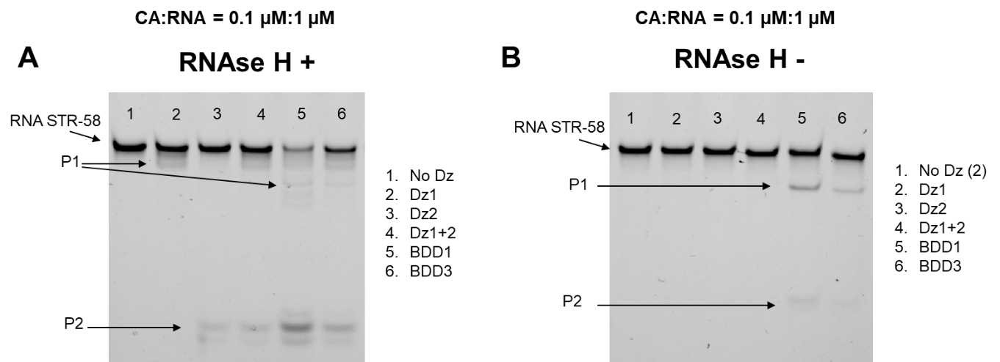 CA:RNA = 0.1 µM:1 µM
A
RNAse H +
RNA STR-58
1 2 3 4 5 6
P1
P2
1. No Dz
2. Dz1
3. Dz2
4. Dz1+2
5. BDD1
6. BDD3
CA:RNA = 0.1 µM:1 µM
B
RNAse H -
RNA STR-58
1 2 3 4 5 6
P1
P2
1. No Dz (2)
2. Dz1
3. Dz2
4. Dz1+2
5. BDD1
6. BDD3